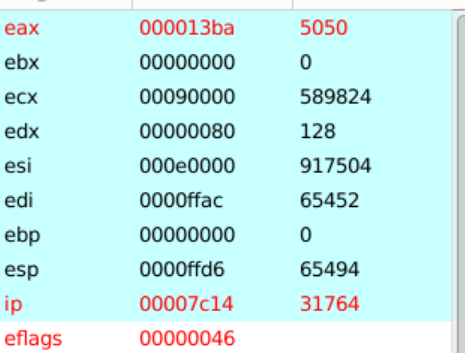 eax 000013ba 5050
ebx 00000000 0
ecx 00090000 589824
edx 00000080 128
esi 000e0000 917504
edi 0000ffac 65452
ebp 00000000 0
esp 0000ffd6 65494
ip 00007c14 31764
eflags 00000046